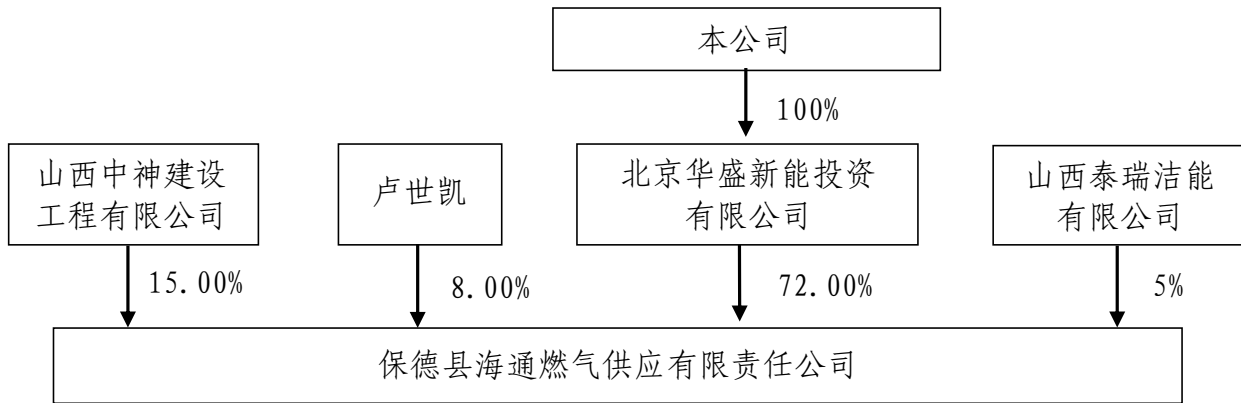 本公司
100%
山西中神建设
工程有限公司
卢世凯
北京华盛新能投资
有限公司
山西泰瑞洁能
有限公司
15.00%
8.00%
72.00%
5%
保德县海通燃气供应有限责任公司